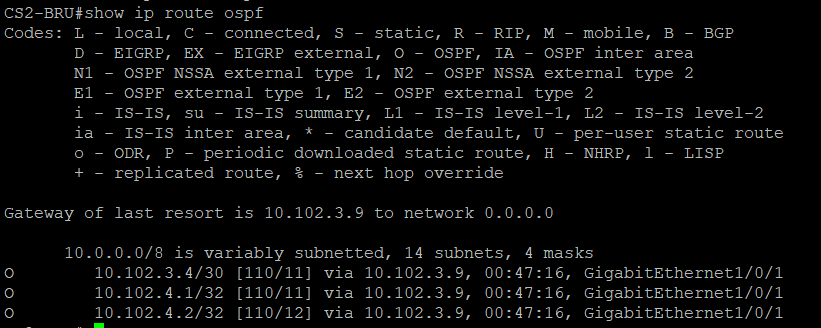 CS2-BRU#show ip route ospf
Codes: L - local, C - connected, S - static, R - RIP, M - mobile, B - BGP
D - EIGRP, EX - EIGRP external, O - OSPF, IA - OSPF inter area
N1 - OSPF NSSA external type 1, N2 - OSPF NSSA external type 2
E1 - OSPF external type 1, E2 - OSPF external type 2
i - IS-IS, su - IS-IS summary, L1 - IS-IS level-1, L2 - IS-IS level-2
ia - IS-IS inter area, * - candidate default, U - per-user static route
o - ODR, P - periodic downloaded static route, H - NHRP, l - LISP
+ - replicated route, % - next hop override
Gateway of last resort is 10.102.3.9 to network 0.0.0.0
10.0.0.0/8 is variably subnetted, 14 subnets, 4 masks
O 10.102.3.4/30 [110/11] via 10.102.3.9, 00:47:16, GigabitEthernet1/0/1
O 10.102.4.1/32 [110/11] via 10.102.3.9, 00:47:16, GigabitEthernet1/0/1
O 10.102.4.2/32 [110/12] via 10.102.3.9, 00:47:16, GigabitEthernet1/0/1